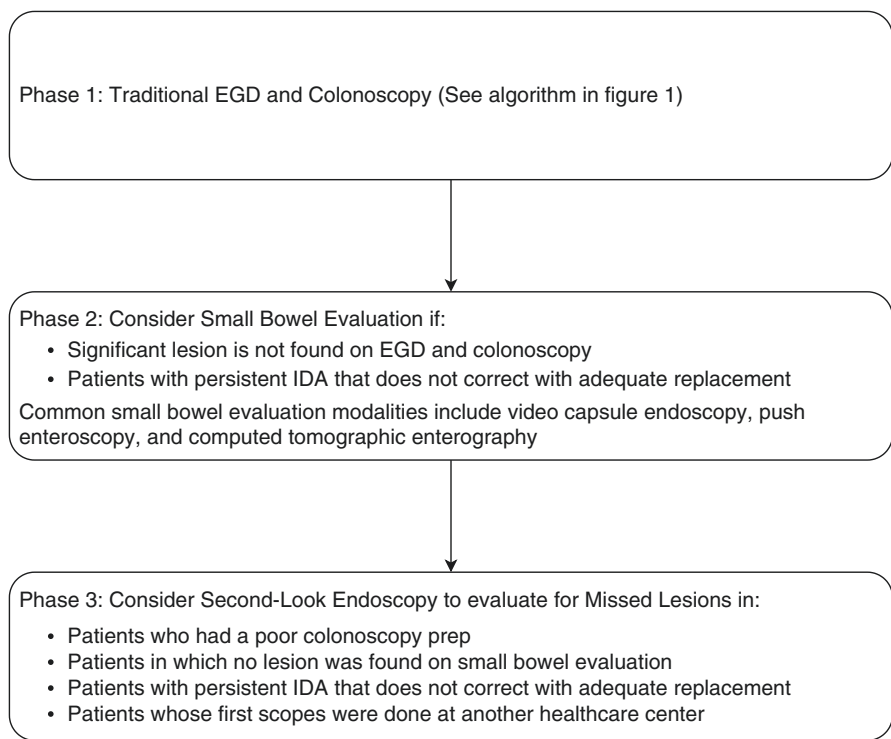 Phase 1: Traditional EGD and Colonoscopy (See algorithm in figure 1)
Phase 2: Consider Small Bowel Evaluation if:
• Significant lesion is not found on EGD and colonoscopy
• Patients with persistent IDA that does not correct with adequate replacement
Common small bowel evaluation modalities include video capsule endoscopy, push
enteroscopy, and computed tomographic enterography
Phase 3: Consider Second-Look Endoscopy to evaluate for Missed Lesions in:
• Patients who had a poor colonoscopy prep
• Patients in which no lesion was found on small bowel evaluation
• Patients with persistent IDA that does not correct with adequate replacement
• Patients whose first scopes were done at another healthcare center